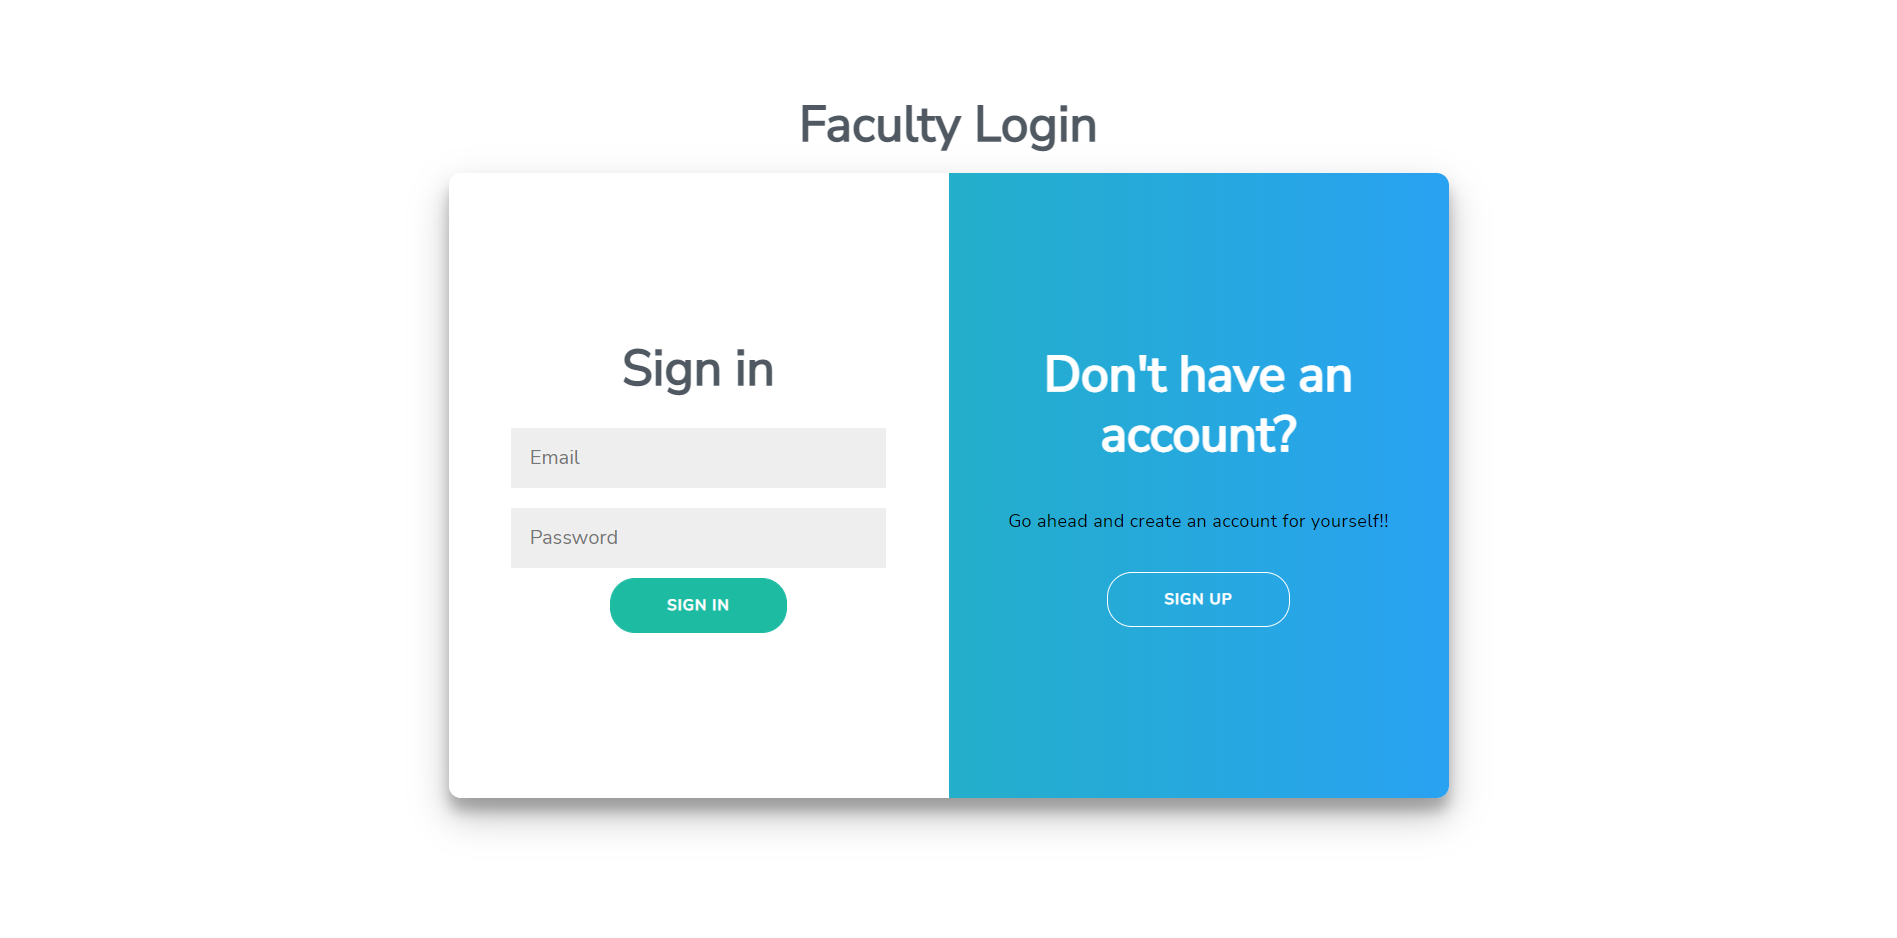 Faculty Login
Sign in
Email
Password
SIGN IN
Don't have an
account?
Go ahead and create an account for yourself!!
SIGN UP